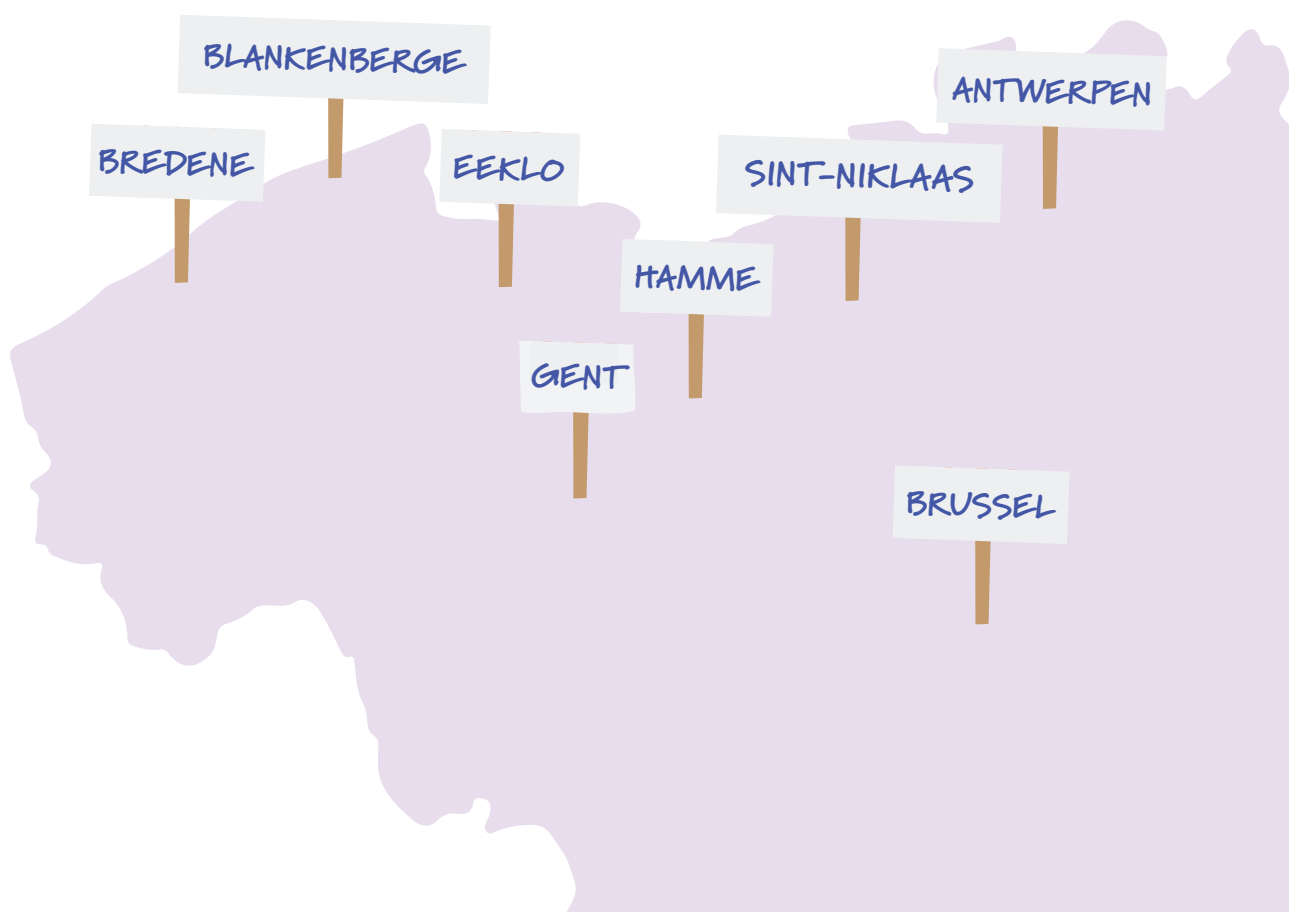 BLANKENBERGE
ANTWERPEN
BREDENE
EEKLO
SINT-NIKLAAS
HAMME
GENT
BRUSSEL